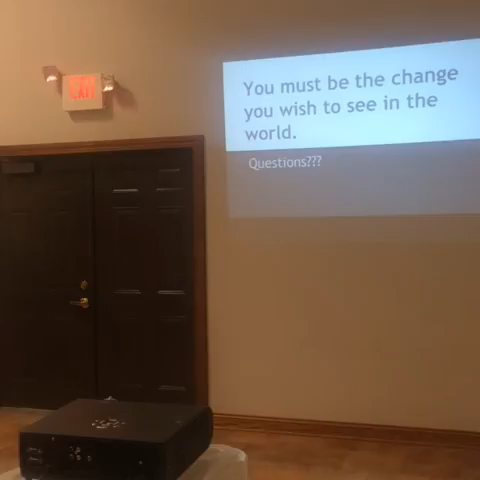 EXIT
You must be the change
you wish to see in the
world.
Questions???